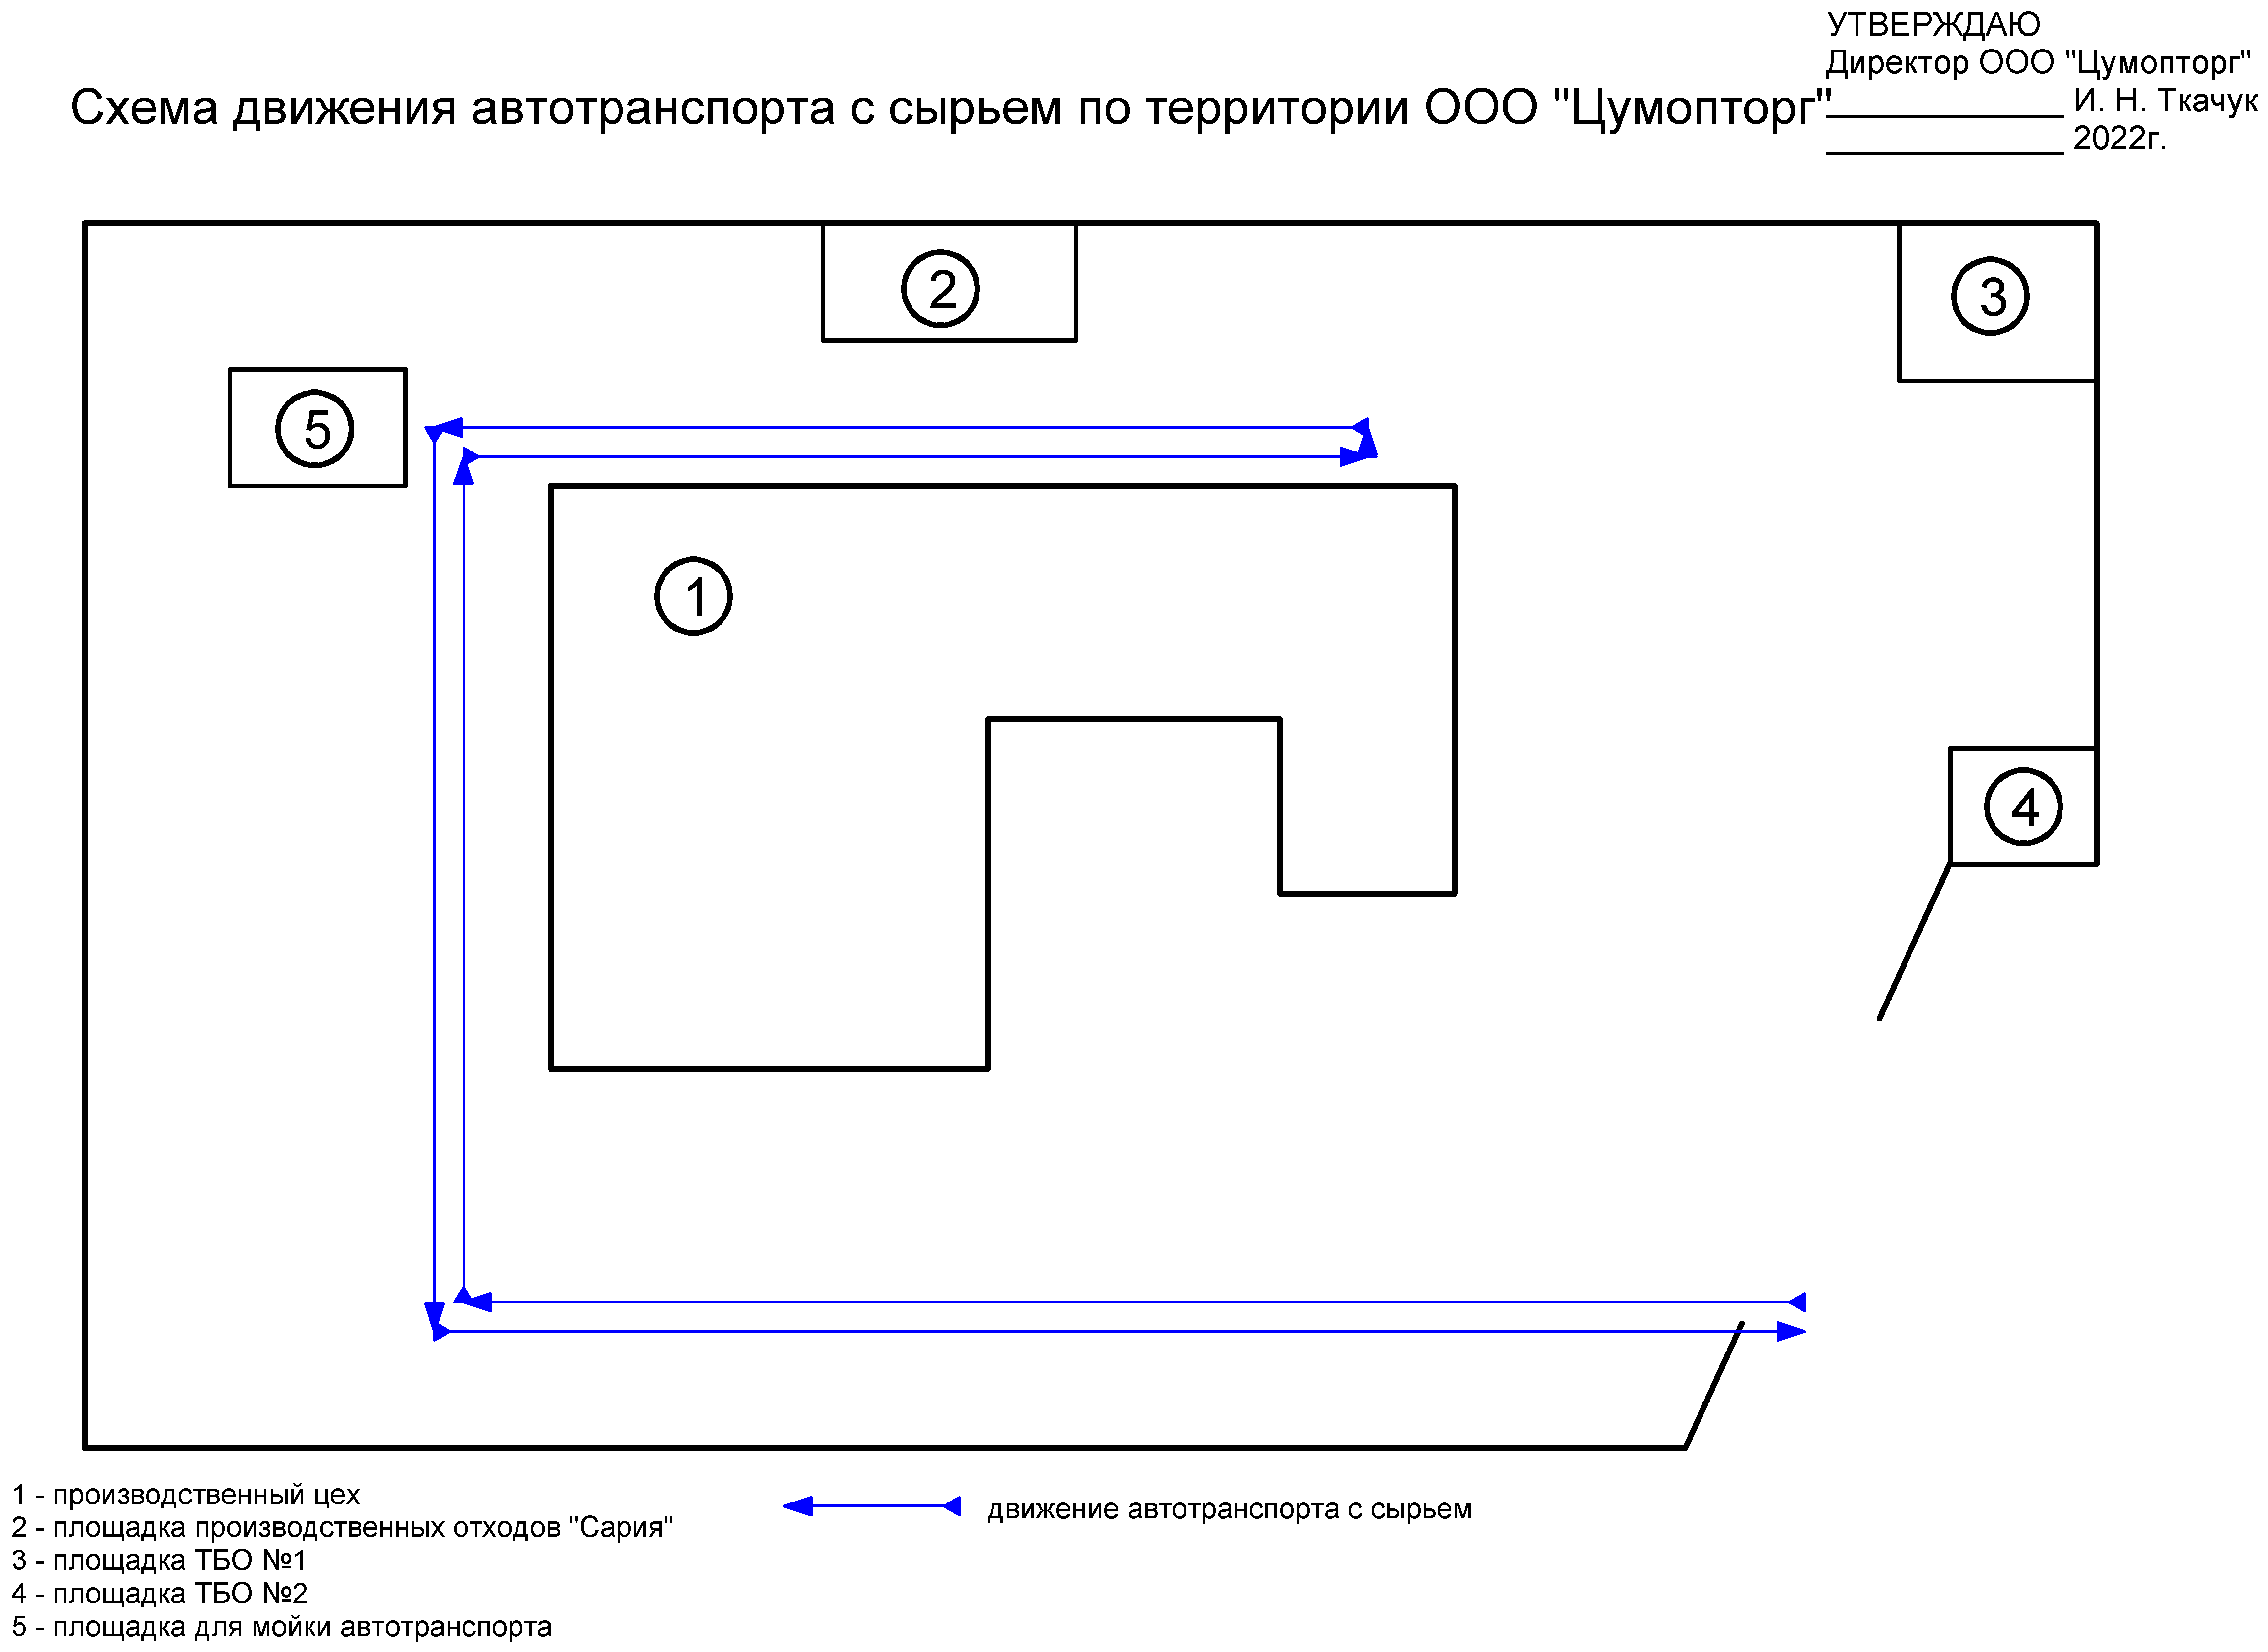 УТВЕРЖДАЮ
Директор ООО "Цумопторг"
И. Н. Ткачук
2022г.
Схема движения автотранспорта с сырьем по территории ООО "Цумопторг"
2
3
5
1
4
1 - производственный цех
2 - площадка производственных отходов "Сария"
3 - площадка ТБО №1
4 - площадка ТБО №2
5 - площадка для мойки автотранспорта
движение автотранспорта с сырьем